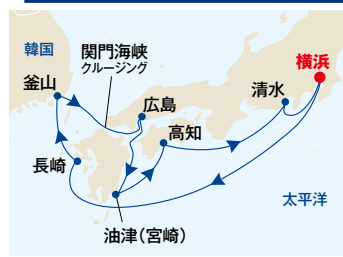 韓国
関門海峡
クルージング
釜山
横浜
広島
清水
高知
長崎
太平洋
油津（宮崎）